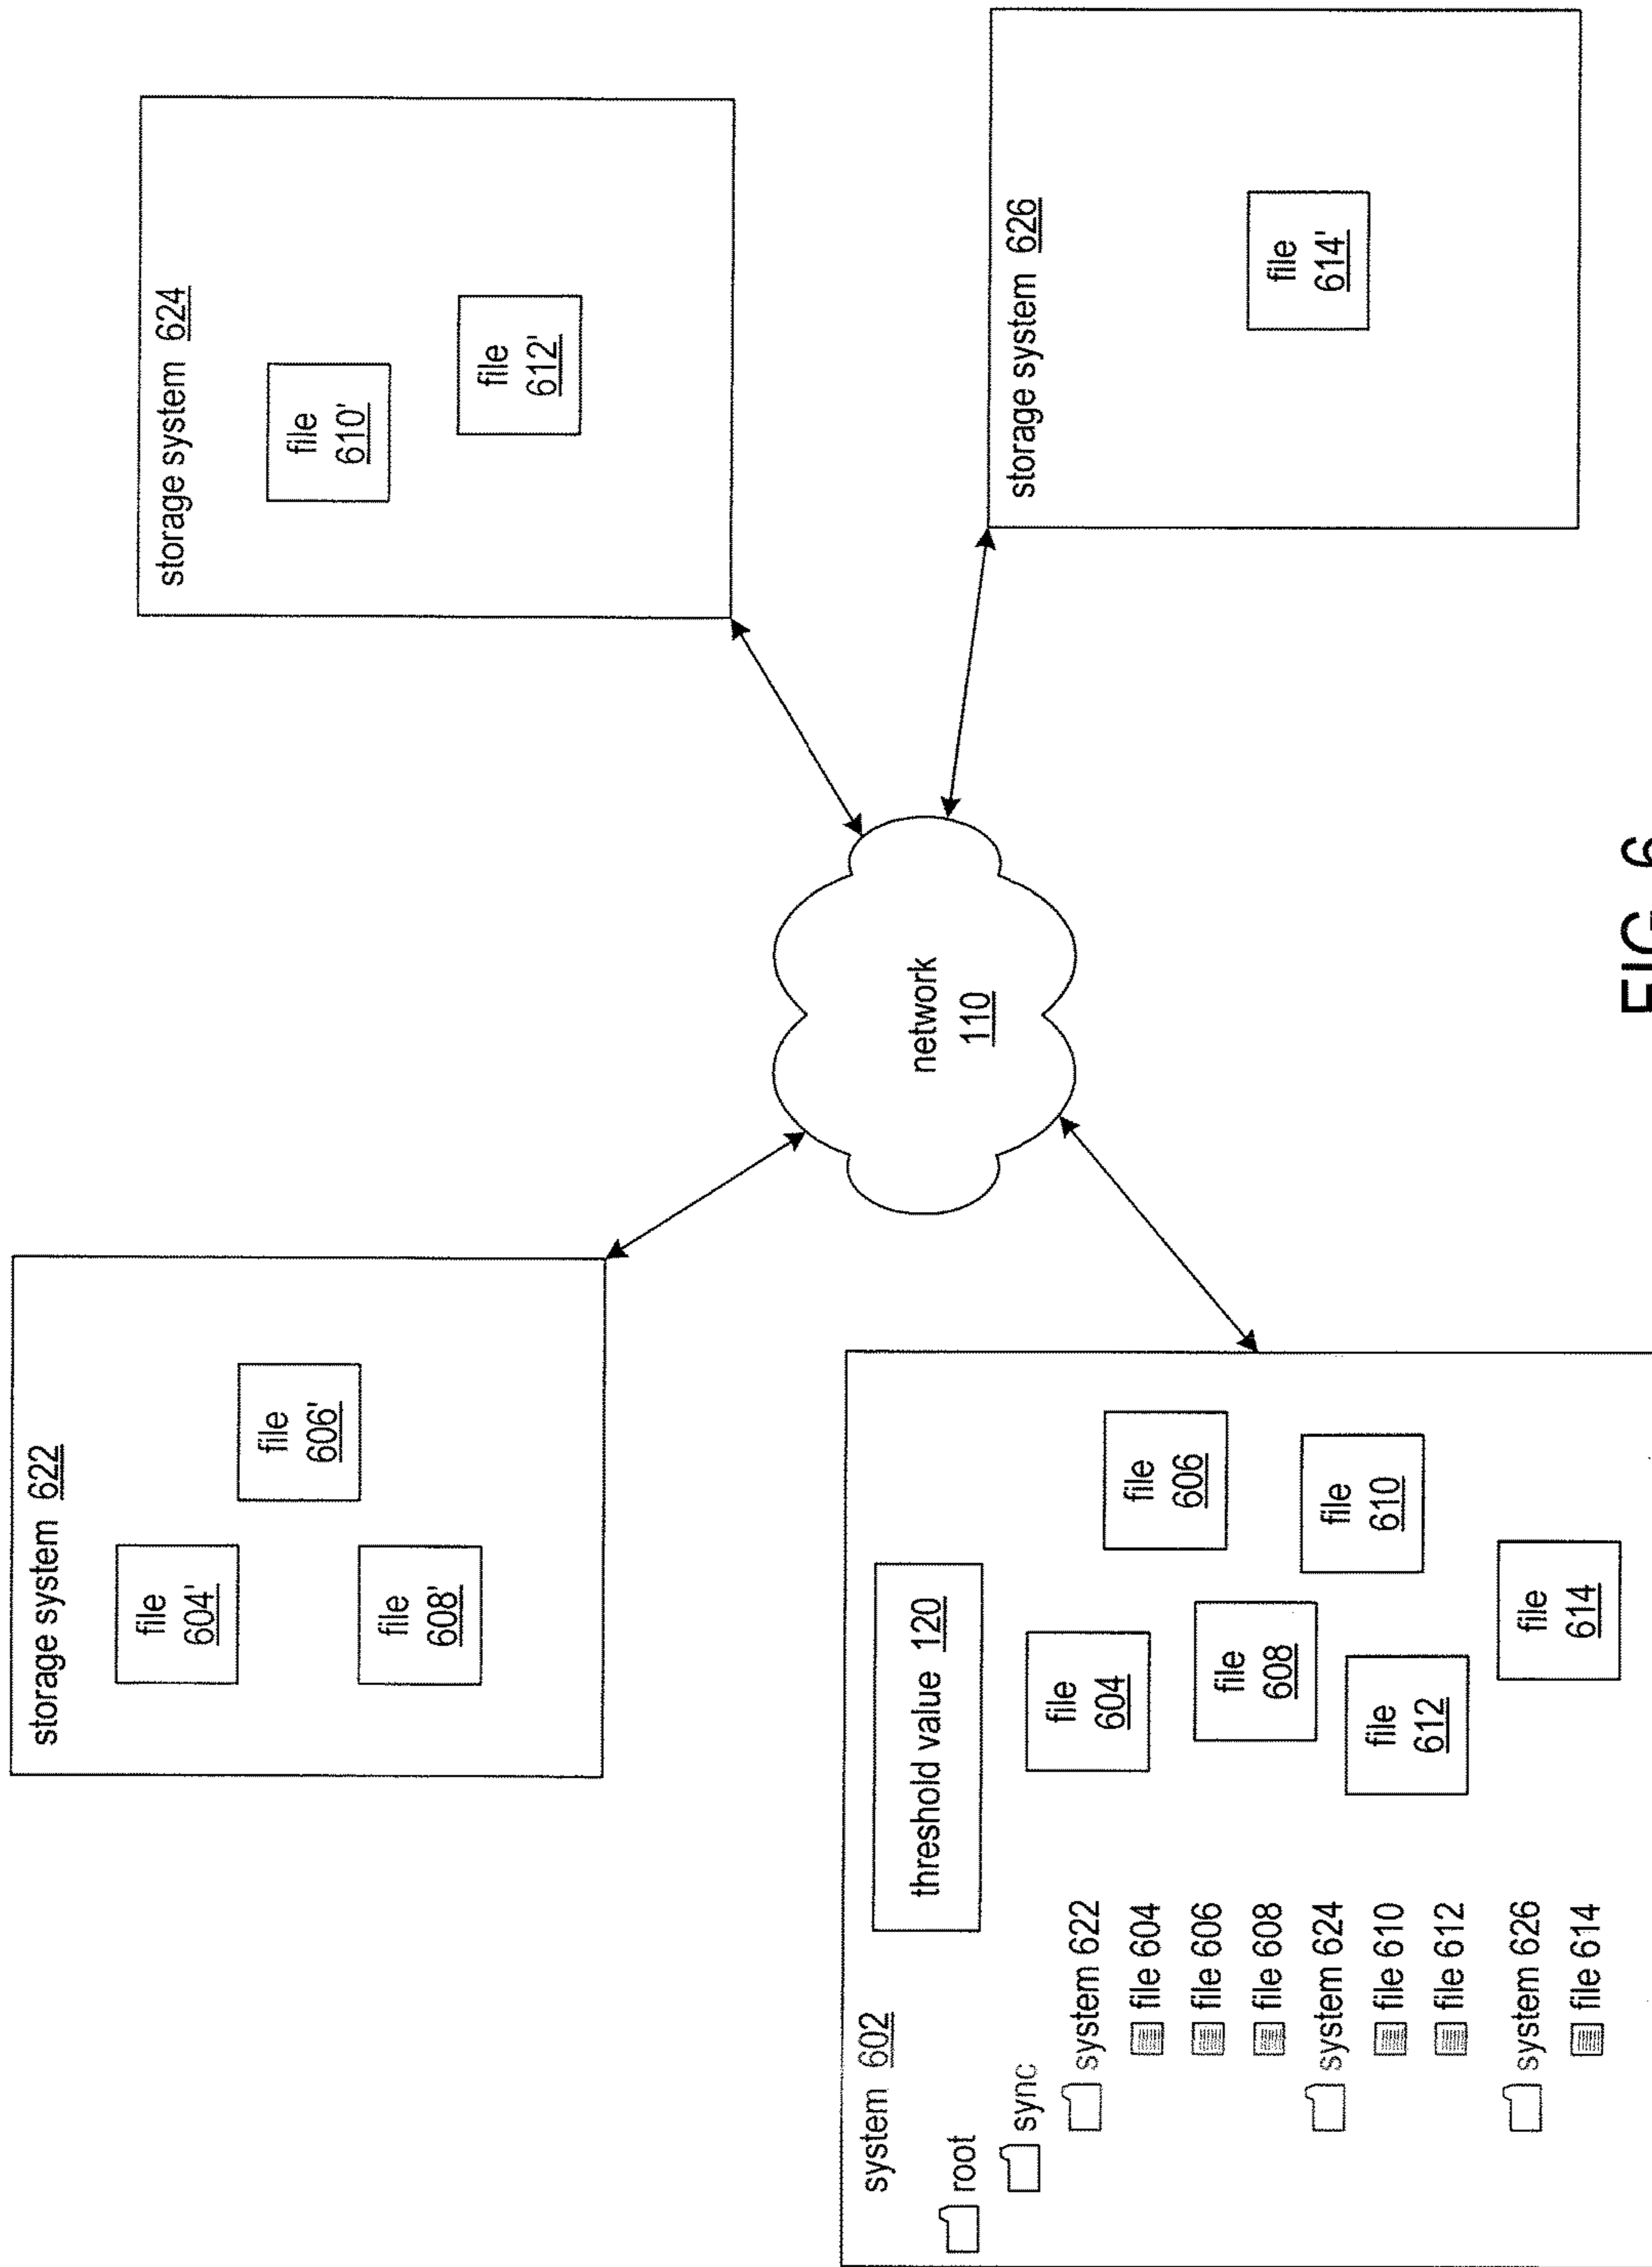 storage system 622
file
604'
file
606'
file
608'
storage system 624
file
610'
file
612'
network
110
system 602
threshold value 120
root
sync
system 622
file 604
file 606
file 608
system 624
file 610
file 612
system 626
file 614
file
604
file
606
file
608
file
610
file
612
file
614
storage system 626
file
614'
FIG. 6